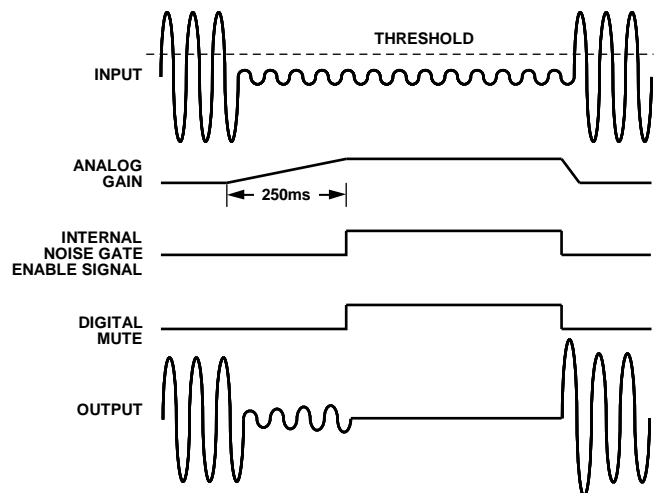 THRESHOLD
INPUT
ANALOG
GAIN
250ms
INTERNAL
NOISE GATE
ENABLE SIGNAL
DIGITAL
MUTE
OUTPUT